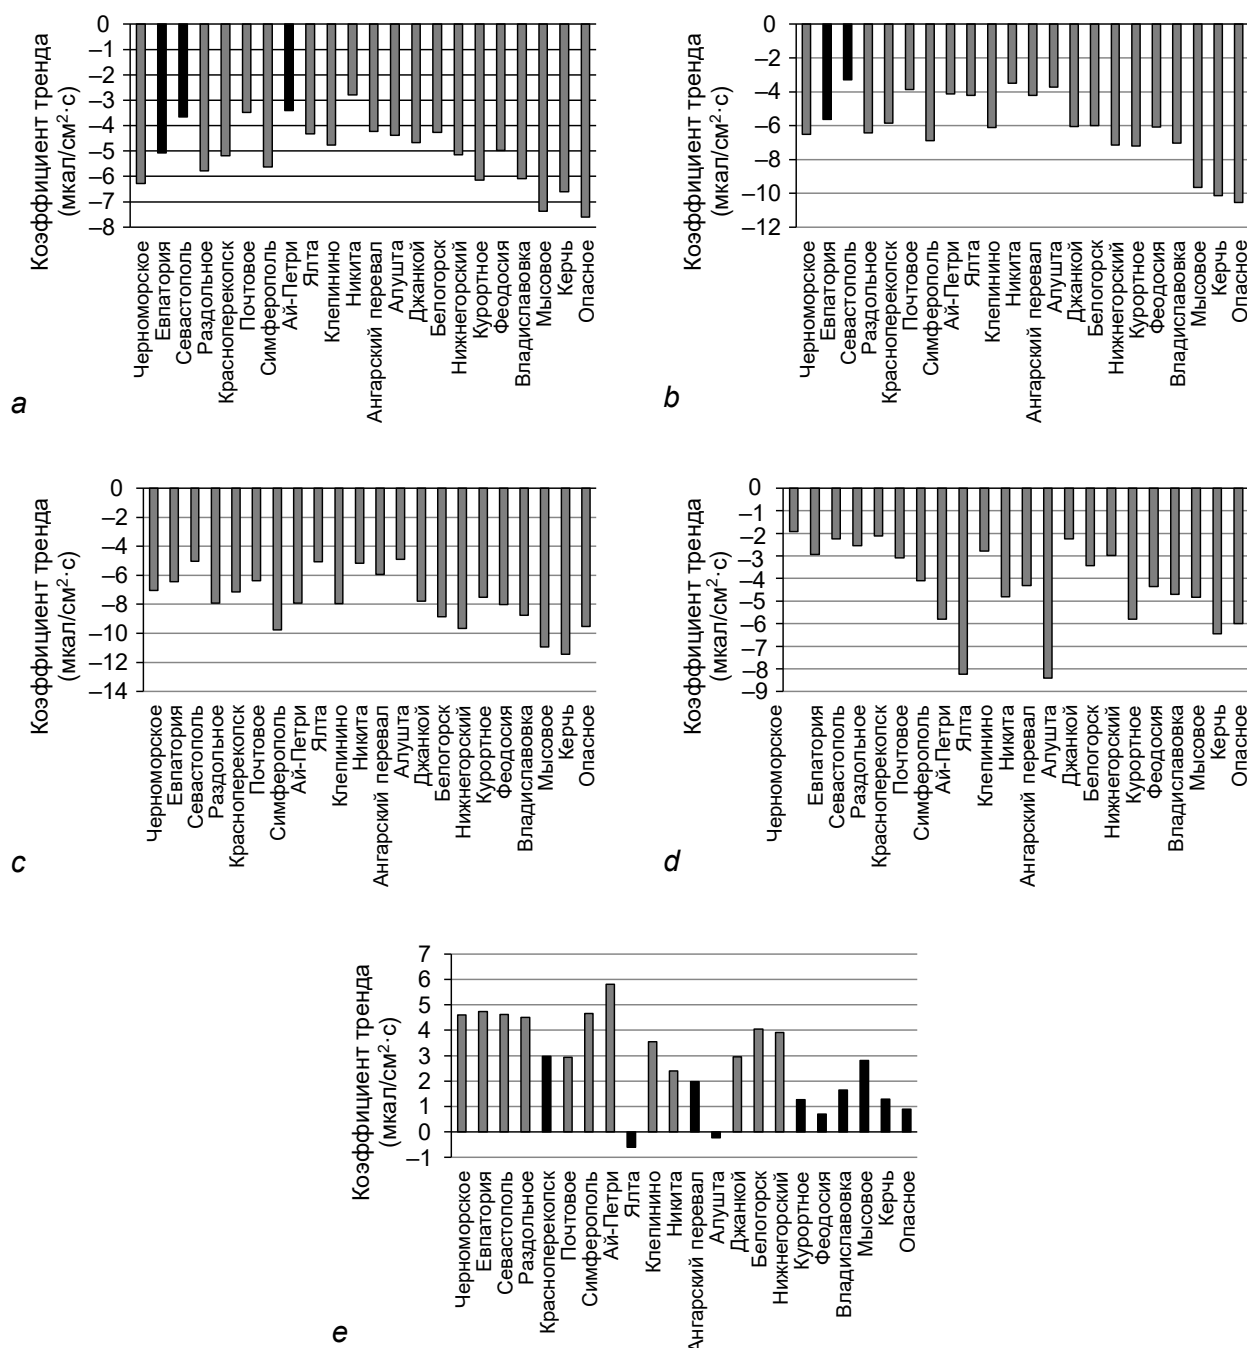 Коэффициент тренда
(мкал/см²·с)
0
–1
–2
–3
–4
–5
–6
–7
–8
Черноморское
Евпатория
Севастополь
Раздольное
Красноперекопск
Почтовое
Симферополь
Ай-Петри
Ялта
Клепинино
Никита
Ангарский перевал
Алушта
Джанкой
Белогорск
Нижнегорский
Курортное
Феодосия
Владиславовка
Мысовое
Керчь
Опасное
a
Коэффициент тренда
(мкал/см²·с)
0
–2
–4
–6
–8
–10
–12
Черноморское
Евпатория
Севастополь
Раздольное
Красноперекопск
Почтовое
Симферополь
Ай-Петри
Ялта
Клепинино
Никита
Ангарский перевал
Алушта
Джанкой
Белогорск
Нижнегорский
Курортное
Феодосия
Владиславовка
Мысовое
Керчь
Опасное
b
Коэффициент тренда
(мкал/см²·с)
0
–2
–4
–6
–8
–10
–12
–14
Черноморское
Евпатория
Севастополь
Раздольное
Красноперекопск
Почтовое
Симферополь
Ай-Петри
Ялта
Клепинино
Никита
Ангарский перевал
Алушта
Джанкой
Белогорск
Нижнегорский
Курортное
Феодосия
Владиславовка
Мысовое
Керчь
Опасное
c
Коэффициент тренда
(мкал/см²·с)
0
–1
–2
–3
–4
–5
–6
–7
–8
–9
Черноморское
Евпатория
Севастополь
Раздольное
Красноперекопск
Почтовое
Симферополь
Ай-Петри
Ялта
Клепинино
Никита
Ангарский перевал
Алушта
Джанкой
Белогорск
Нижнегорский
Курортное
Феодосия
Владиславовка
Мысовое
Керчь
Опасное
d
Коэффициент тренда
(мкал/см²·с)
7
6
5
4
3
2
1
0
–1
Черноморское
Евпатория
Севастополь
Раздольное
Красноперекопск
Почтовое
Симферополь
Ай-Петри
Ялта
Клепинино
Никита
Ангарский перевал
Алушта
Джанкой
Белогорск
Нижнегорский
Курортное
Феодосия
Владиславовка
Мысовое
Керчь
Опасное
e